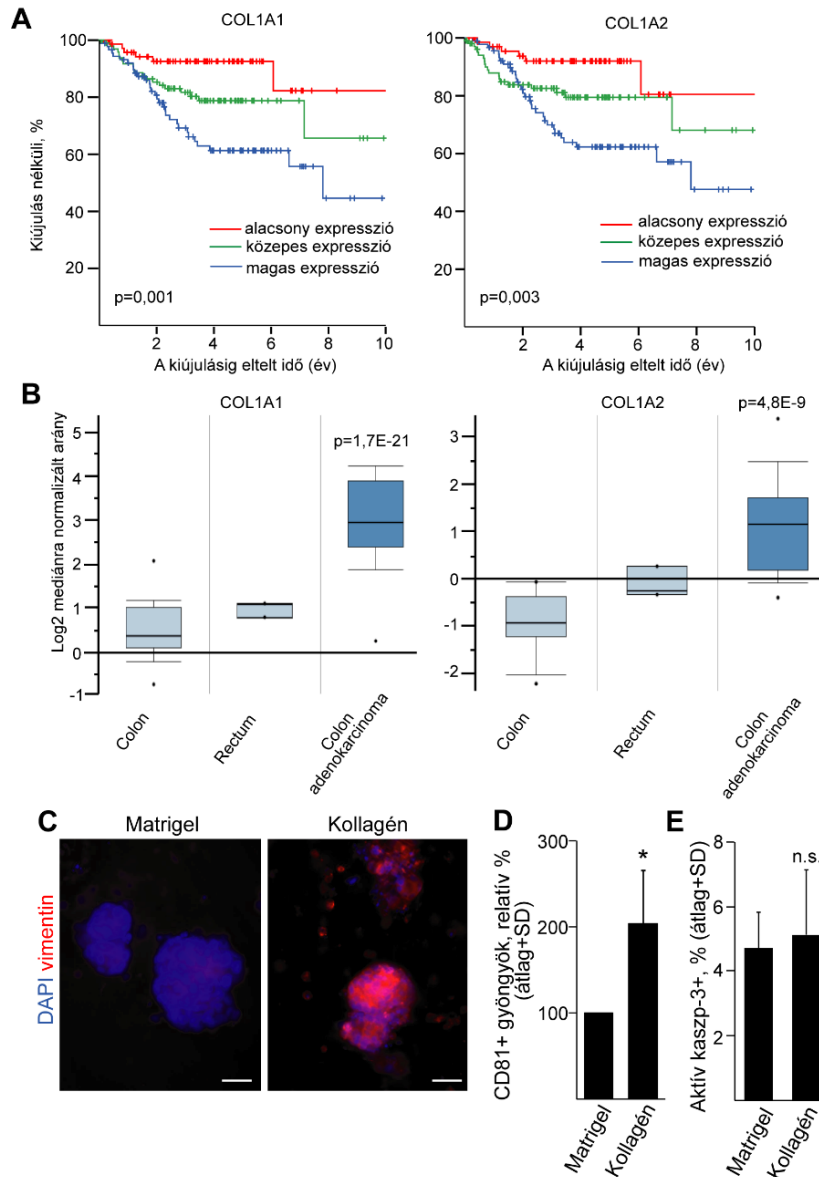 A
COL1A1
COL1A2
Kiújulás nélküli, %
100
80
60
40
20
alacsony expresszió
közepes expresszió
magas expresszió
p=0,001
2 4 6 8 10
A kiújulásig eltelt idő (év)
100
80
60
40
20
alacsony expresszió
közepes expresszió
magas expresszió
p=0,003
2 4 6 8 10
A kiújulásig eltelt idő (év)
B
COL1A1
COL1A2
Log2 mediánra normalizált arány
5
4
3
2
1
0
-1
p=1,7E-21
Colon
Rectum
Colon
adenokarcinoma
3
2
1
0
-1
-2
p=4,8E-9
Colon
Rectum
Colon
adenokarcinoma
C
Matrigel
Kollagén
DAPI vimentin
D
CD81+ gyöngyök, relatív %
(átlag+SD)
300
200
100
*
Matrigel
Kollagén
E
Aktív kaszp-3+, % (átlag+SD)
8
6
4
2
n.s.
Matrigel
Kollagén